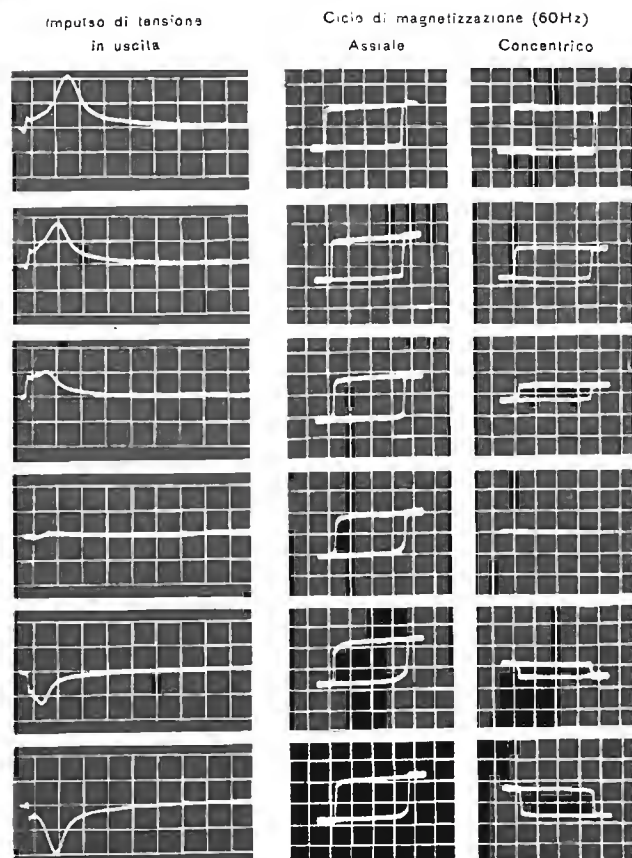 Impulso di tensione
in uscita
Ciclo di magnetizzazione (60Hz)
Assiale
Concentrico